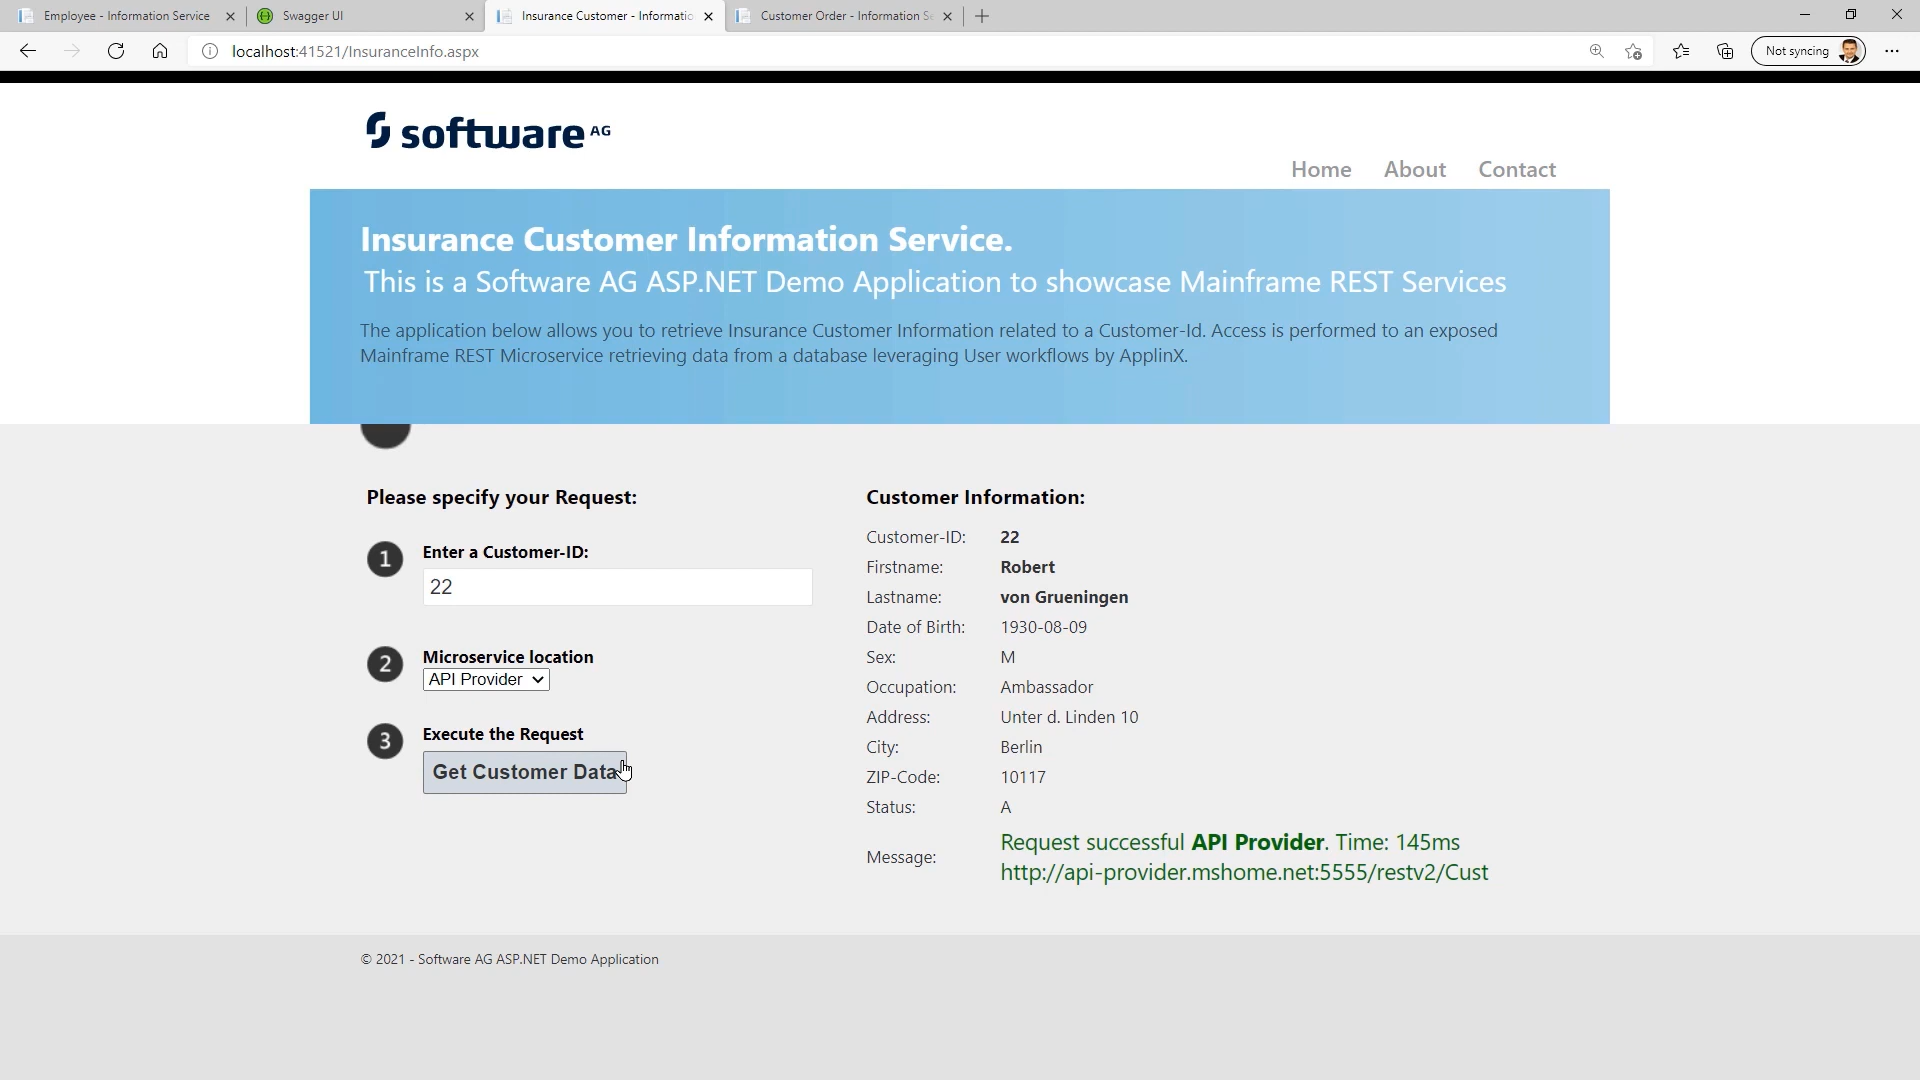 Employee - Information Service
Swagger UI
Insurance Customer - Informatio
Customer Order - Information Se
localhost:41521/InsuranceInfo.aspx
Not syncing
software AG
Home About Contact
Insurance Customer Information Service.
This is a Software AG ASP.NET Demo Application to showcase Mainframe REST Services
The application below allows you to retrieve Insurance Customer Information related to a Customer-Id. Access is performed to an exposed
Mainframe REST Microservice retrieving data from a database leveraging User workflows by ApplinX.
Please specify your Request:
1 Enter a Customer-ID:
22
2 Microservice location
API Provider
3 Execute the Request
Get Customer Data
Customer Information:
Customer-ID: 22
Firstname: Robert
Lastname: von Grueningen
Date of Birth: 1930-08-09
Sex: M
Occupation: Ambassador
Address: Unter d. Linden 10
City: Berlin
ZIP-Code: 10117
Status: A
Message: Request successful API Provider. Time: 145ms
http://api-provider.mshome.net:5555/restv2/Cust
© 2021 - Software AG ASP.NET Demo Application